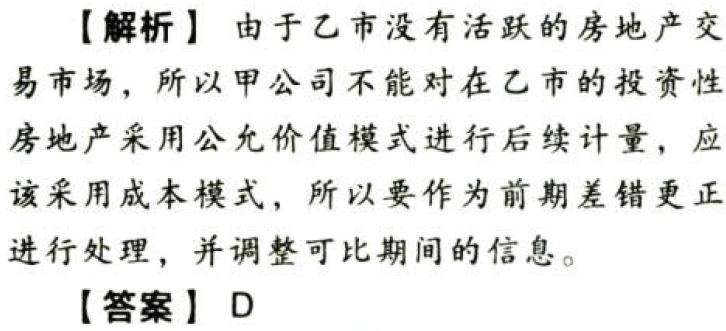 【解析】 由于乙市没有活跃的房地产交
易市场，所以甲公司不能对在乙市的投资性
房地产采用公允价值模式进行后续计量，应
该采用成本模式，所以要作为前期差错更正
进行处理，并调整可比期间的信息。
【答案】 D